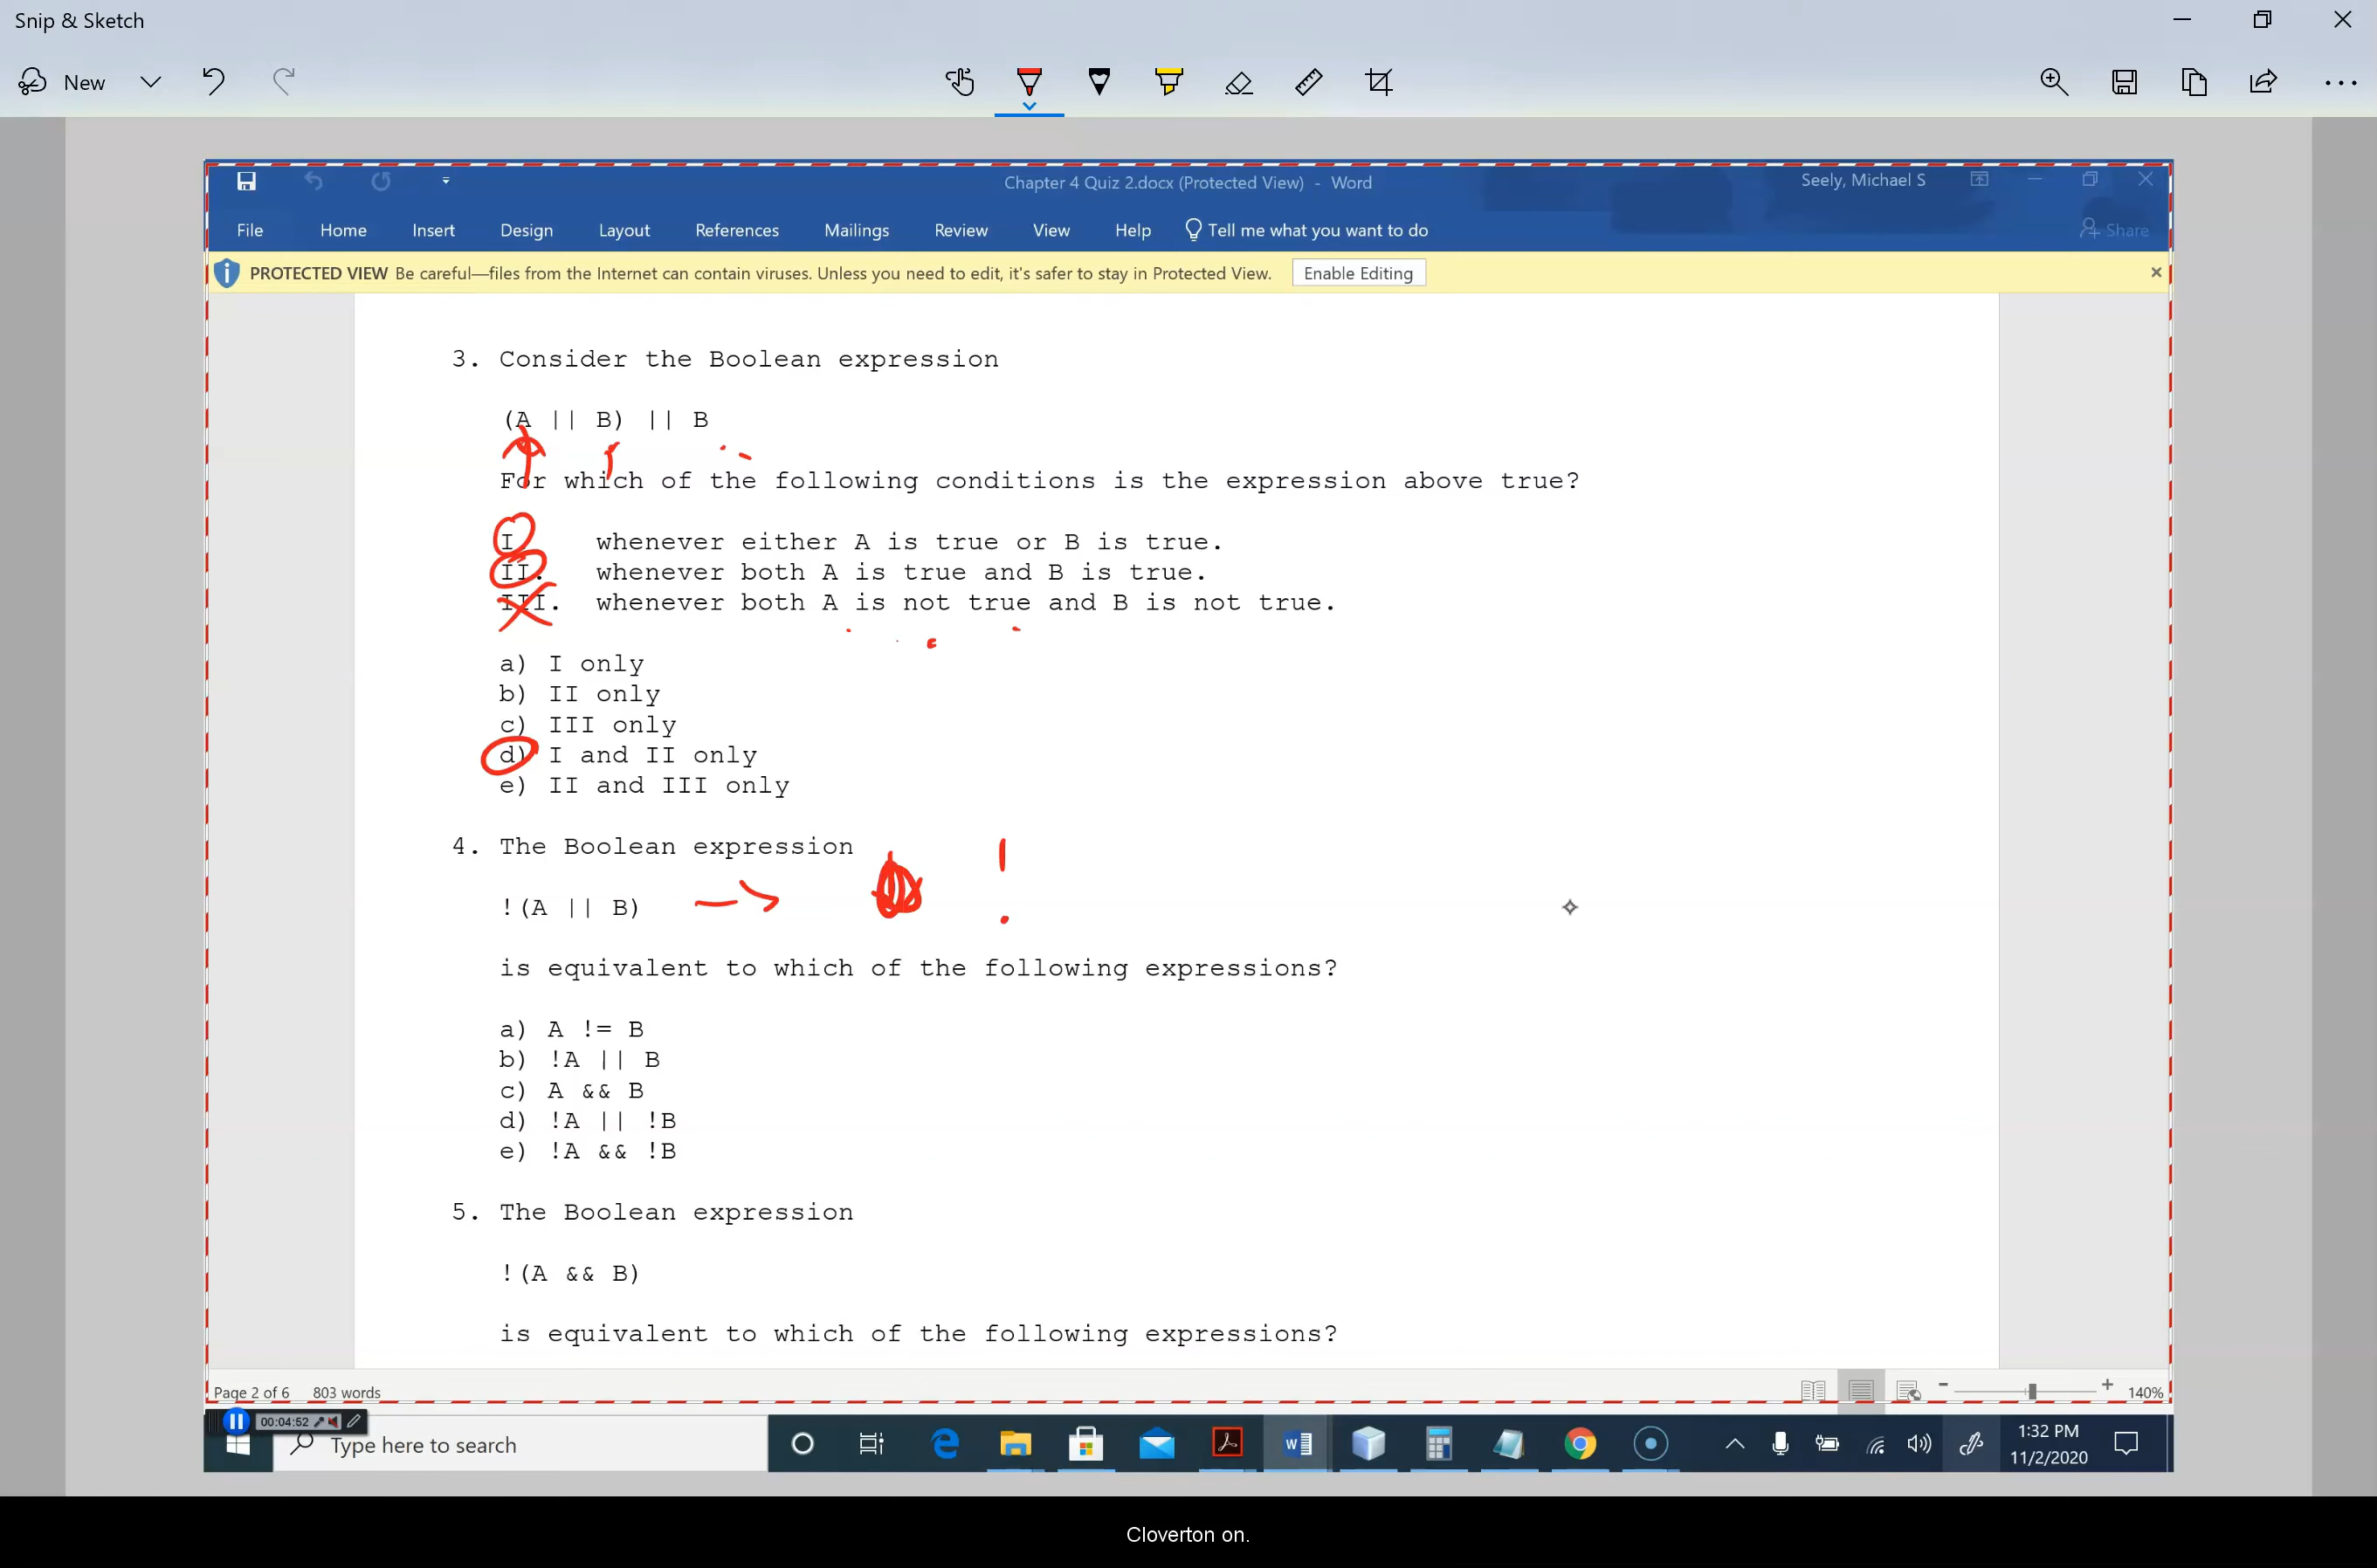 Snip & Sketch
New
Chapter 4 Quiz 2.docx (Protected View) - Word
Seely, Michael S
File Home Insert Design Layout References Mailings Review View Help Tell me what you want to do Share
PROTECTED VIEW Be careful—files from the Internet can contain viruses. Unless you need to edit, it's safer to stay in Protected View. Enable Editing
3. Consider the Boolean expression
(A || B) || B
For which of the following conditions is the expression above true?
I whenever either A is true or B is true.
II. whenever both A is true and B is true.
III. whenever both A is not true and B is not true.
a) I only
b) II only
c) III only
d) I and II only
e) II and III only
4. The Boolean expression
!(A || B)
!
is equivalent to which of the following expressions?
a) A != B
b) !A || B
c) A && B
d) !A || !B
e) !A && !B
5. The Boolean expression
!(A && B)
is equivalent to which of the following expressions?
Page 2 of 6 803 words
140%
00:04:52
Type here to search
1:32 PM
11/2/2020
Cloverton on.